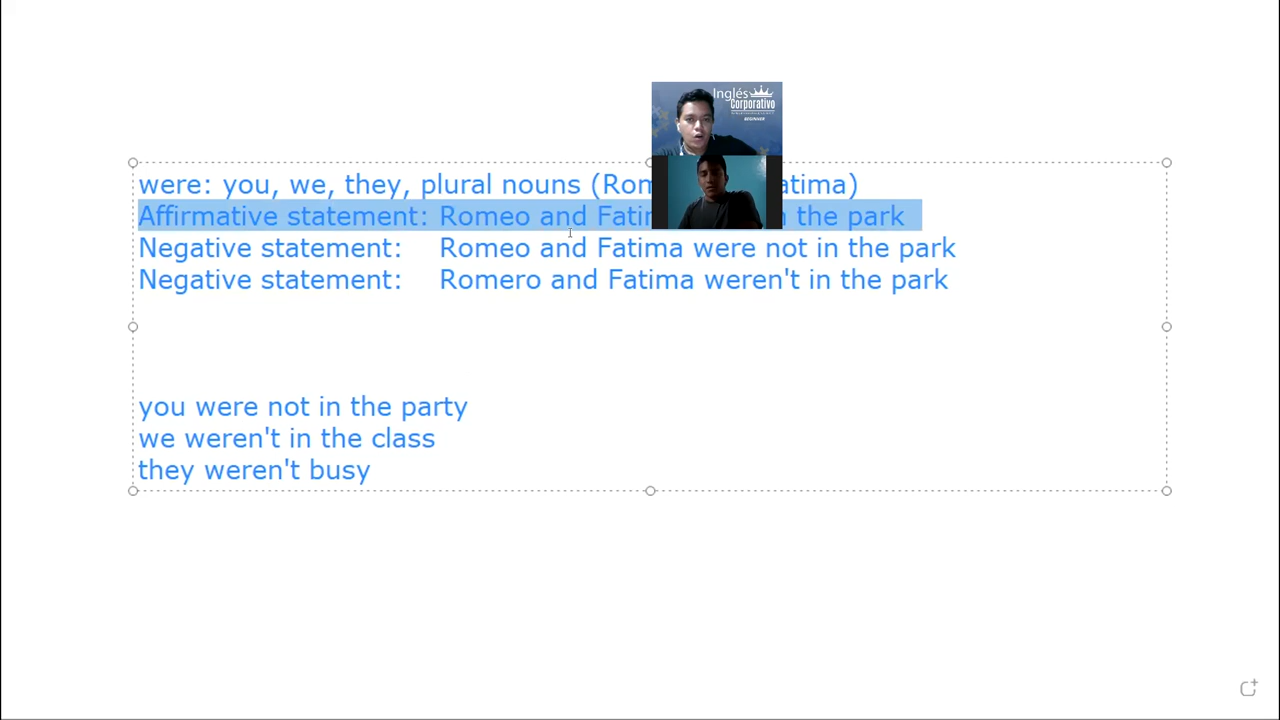 Inglés
Corporativo
BEGINNER
were: you, we, they, plural nouns (Rom atima)
Affirmative statement: Romeo and Fati the park
Negative statement: Romeo and Fatima were not in the park
Negative statement: Romero and Fatima weren't in the park
you were not in the party
we weren't in the class
they weren't busy